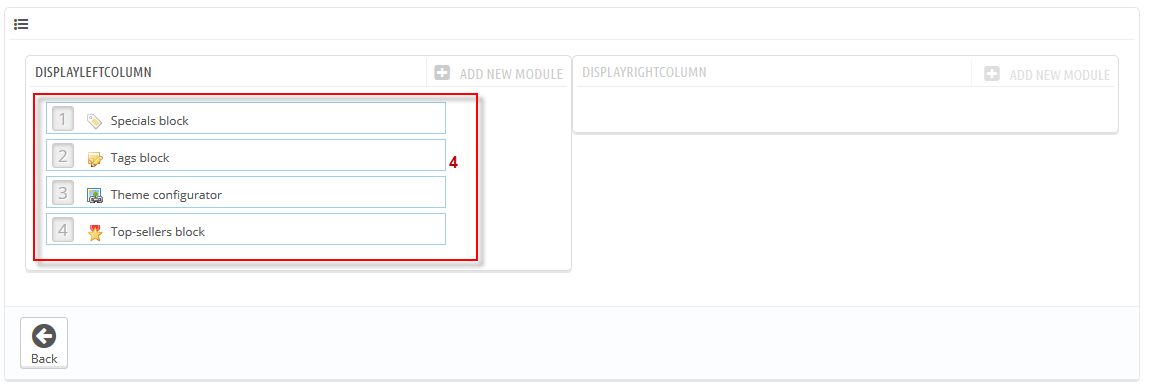 DISPLAYLEFTCOLUMN
ADD NEW MODULE
DISPLAYRIGHTCOLUMN
ADD NEW MODULE
1 Specials block
2 Tags block
4
3 Theme configurator
4 Top-sellers block
Back